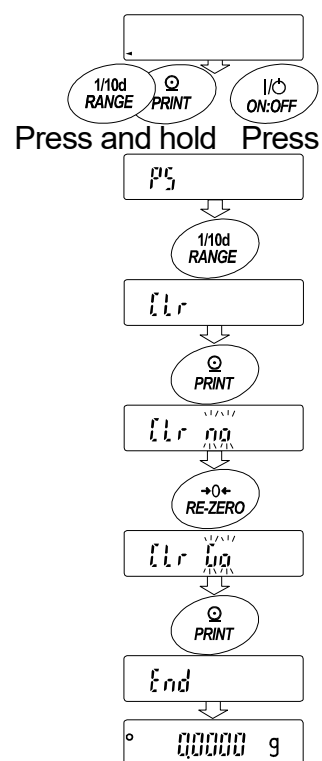 1/10d RANGE PRINT I/⏻ ON:OFF
Press and hold Press
PS
1/10d
RANGE
Clr
PRINT
Clr no
→0←
RE-ZERO
Clr Go
PRINT
End
0.0000 g